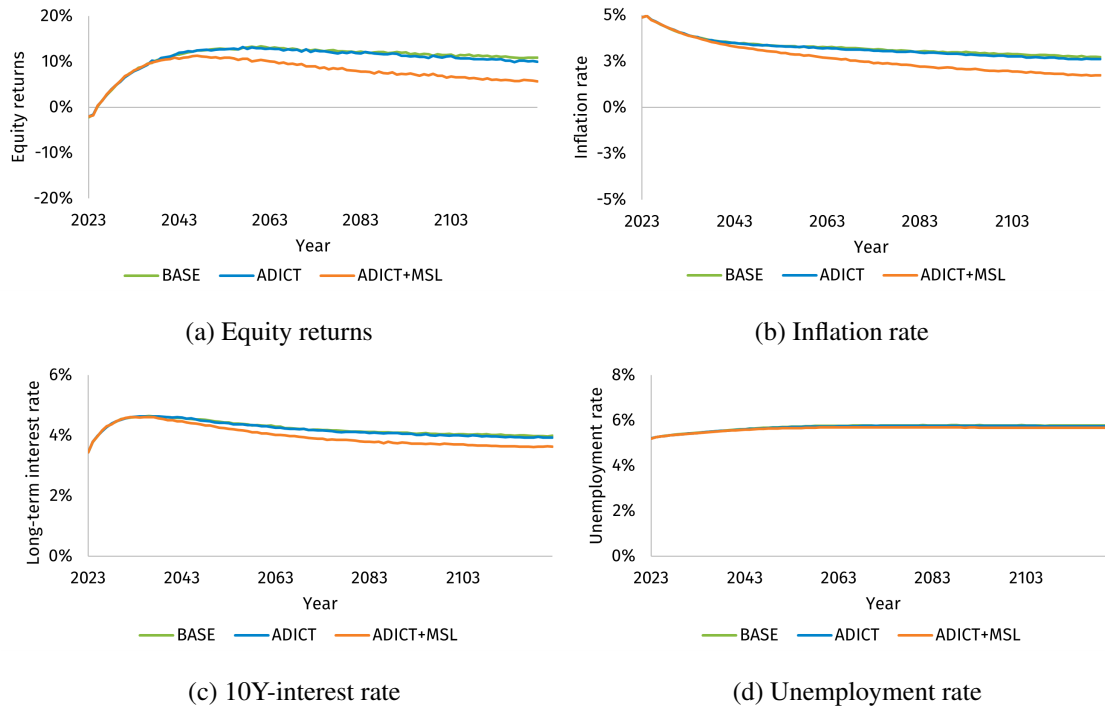 20%
10%
0%
-10%
-20%
Equity returns
2023 2043 2063 2083 2103
Year
BASE ADICT ADICT+MSL
(a) Equity returns
5%
3%
0%
-3%
-5%
Inflation rate
2023 2043 2063 2083 2103
Year
BASE ADICT ADICT+MSL
(b) Inflation rate
6%
4%
2%
0%
Long-term interest rate
2023 2043 2063 2083 2103
Year
BASE ADICT ADICT+MSL
(c) 10Y-interest rate
8%
6%
4%
2%
0%
Unemployment rate
2023 2043 2063 2083 2103
Year
BASE ADICT ADICT+MSL
(d) Unemployment rate